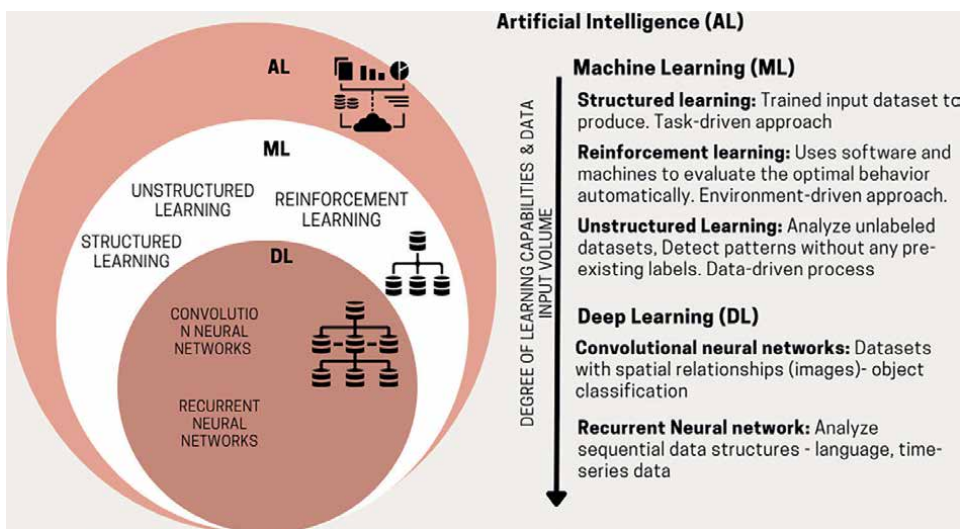 AL
ML
UNSTRUCTURED
LEARNING
REINFORCEMENT
LEARNING
STRUCTURED
LEARNING
DL
CONVOLUTIO
N NEURAL
NETWORKS
RECURRENT
NEURAL
NETWORKS
Artificial Intelligence (AL)
DEGREE OF LEARNING CAPABILITIES & DATA
INPUT VOLUME
Machine Learning (ML)
Structured learning: Trained input dataset to
produce. Task-driven approach
Reinforcement learning: Uses software and
machines to evaluate the optimal behavior
automatically. Environment-driven approach.
Unstructured Learning: Analyze unlabeled
datasets, Detect patterns without any pre-
existing labels. Data-driven process
Deep Learning (DL)
Convolutional neural networks: Datasets
with spatial relationships (images)- object
classification
Recurrent Neural network: Analyze
sequential data structures - language, time-
series data